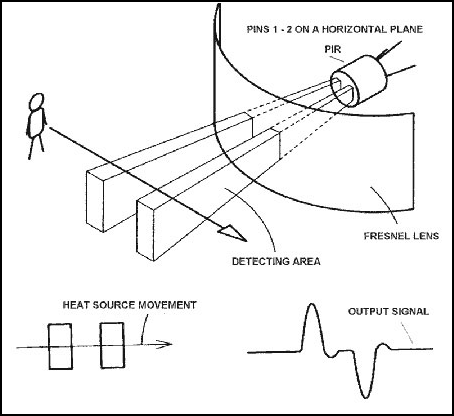 PINS 1 - 2 ON A HORIZONTAL PLANE
PIR
FRESNEL LENS
DETECTING AREA
HEAT SOURCE MOVEMENT
OUTPUT SIGNAL